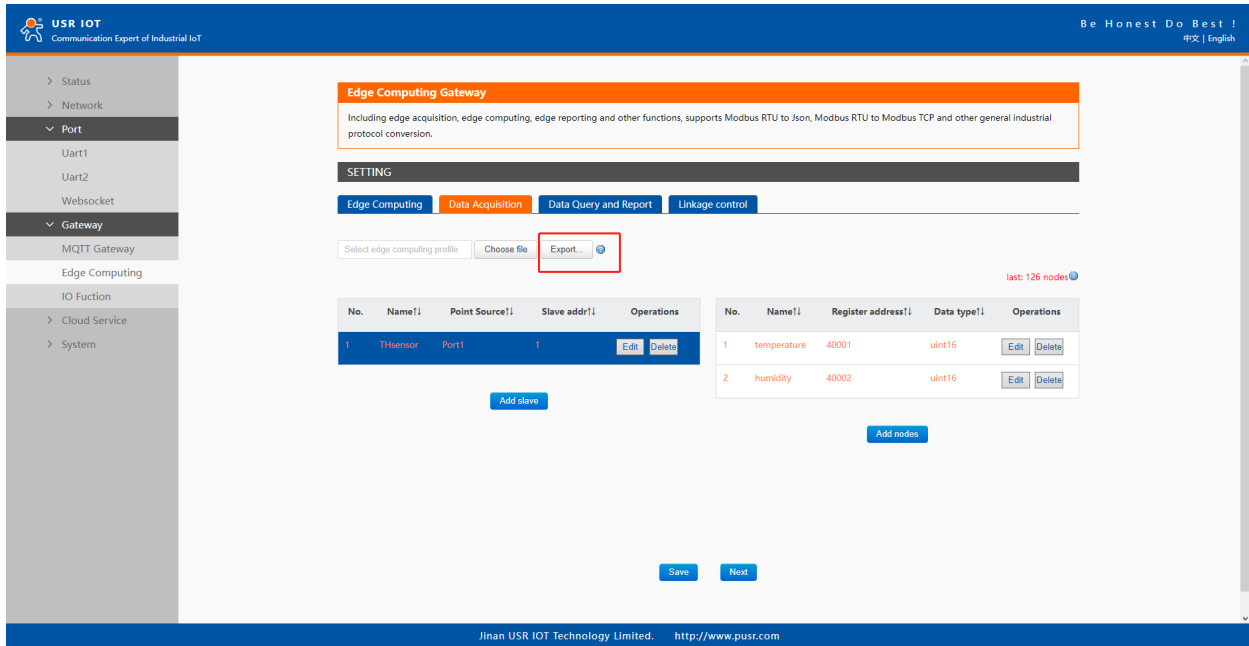 USR IOT
Communication Expert of Industrial IoT
Be Honest Do Best !
中文 | English
Status
Network
Port
Uart1
Uart2
Websocket
Gateway
MQTT Gateway
Edge Computing
IO Fuction
Cloud Service
System
Edge Computing Gateway
Including edge acquisition, edge computing, edge reporting and other functions, supports Modbus RTU to Json, Modbus RTU to Modbus TCP and other general industrial
protocol conversion.
SETTING
Edge Computing Data Acquisition Data Query and Report Linkage control
Select edge computing profile Choose file Export...
last: 126 nodes
No. Name↑↓ Point Source↑↓ Slave addr↑↓ Operations
1 THsensor Port1 1 Edit Delete
Add slave
No. Name↑↓ Register address↑↓ Data type↑↓ Operations
1 temperature 40001 uint16 Edit Delete
2 humidity 40002 uint16 Edit Delete
Add nodes
Save Next
Jinan USR IOT Technology Limited. http://www.pusr.com